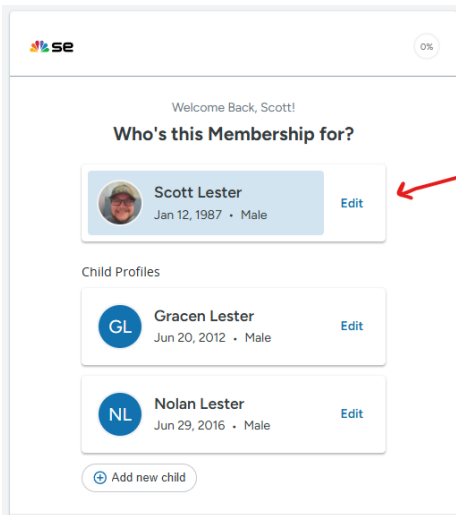 se
0%
Welcome Back, Scott!
Who's this Membership for?
Scott Lester
Jan 12, 1987 • Male
Edit
Child Profiles
GL
Gracen Lester
Jun 20, 2012 • Male
Edit
NL
Nolan Lester
Jun 29, 2016 • Male
Edit
Add new child